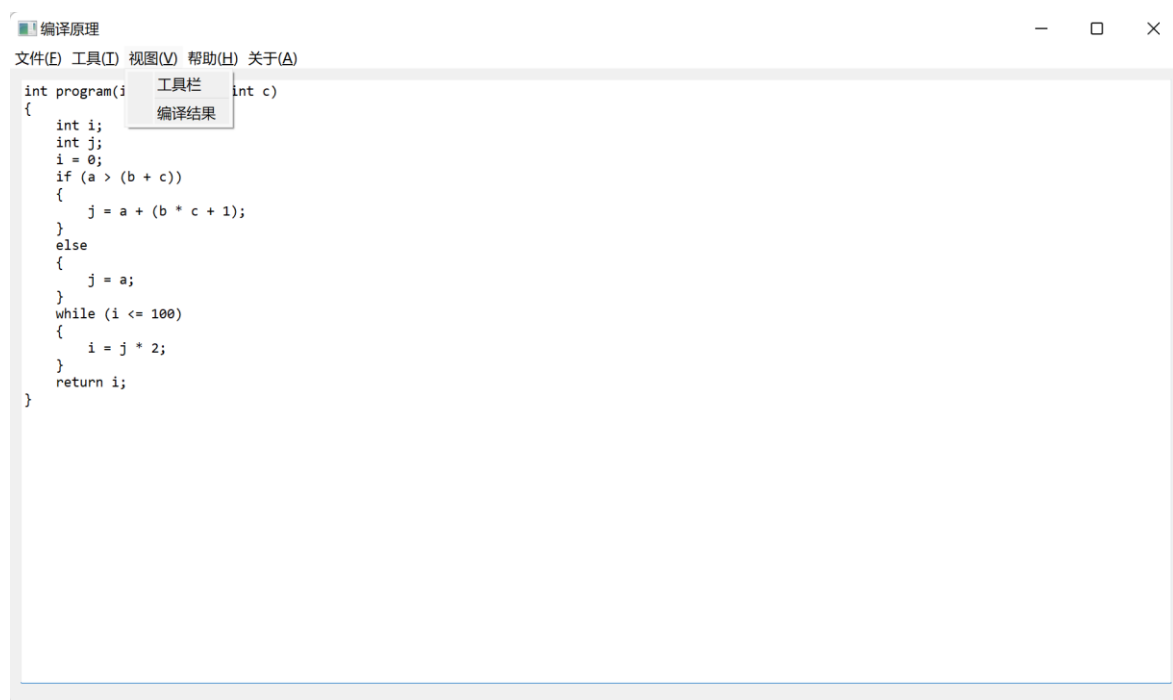 编译原理
文件(F) 工具(T) 视图(V) 帮助(H) 关于(A)
工具栏
编译结果
int program(i int c)
{
    int i;
    int j;
    i = 0;
    if (a > (b + c))
    {
        j = a + (b * c + 1);
    }
    else
    {
        j = a;
    }
    while (i <= 100)
    {
        i = j * 2;
    }
    return i;
}